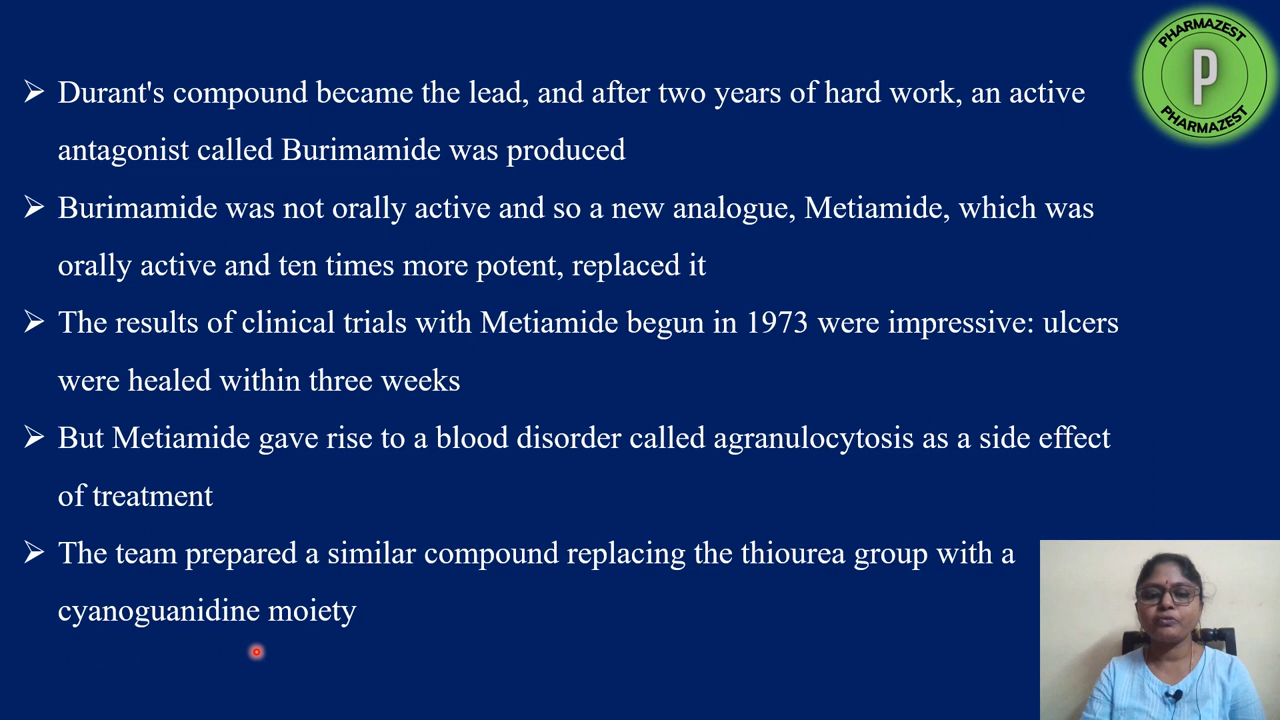 PHARMAZEST
P
PHARMAZEST
➢ Durant's compound became the lead, and after two years of hard work, an active
antagonist called Burimamide was produced
➢ Burimamide was not orally active and so a new analogue, Metiamide, which was
orally active and ten times more potent, replaced it
➢ The results of clinical trials with Metiamide begun in 1973 were impressive: ulcers
were healed within three weeks
➢ But Metiamide gave rise to a blood disorder called agranulocytosis as a side effect
of treatment
➢ The team prepared a similar compound replacing the thiourea group with a
cyanoguanidine moiety